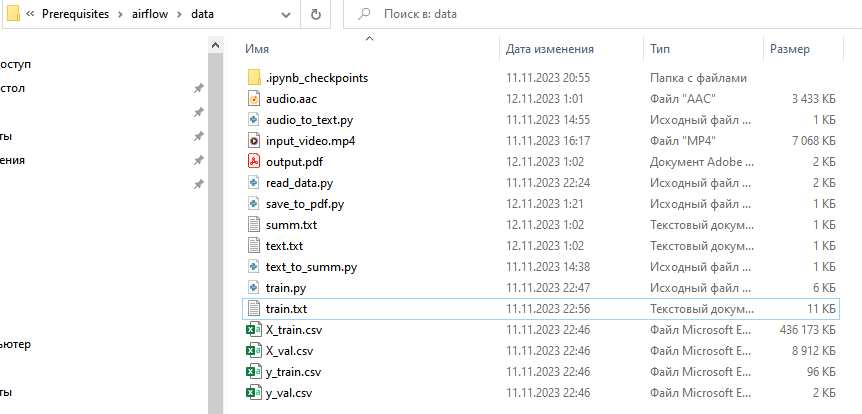 « Prerequisites › airflow › data
Поиск в: data
оступ
стол
ты
ения
ьютер
ты
Имя Дата изменения Тип Размер
.ipynb_checkpoints 11.11.2023 20:55 Папка с файлами
audio.aac 12.11.2023 1:01 Файл "AAC" 3 433 КБ
audio_to_text.py 11.11.2023 14:55 Исходный файл ... 1 КБ
input_video.mp4 11.11.2023 16:17 Файл "MP4" 7 068 КБ
output.pdf 12.11.2023 1:02 Документ Adobe ... 2 КБ
read_data.py 11.11.2023 22:24 Исходный файл ... 2 КБ
save_to_pdf.py 12.11.2023 1:21 Исходный файл ... 1 КБ
summ.txt 12.11.2023 1:02 Текстовый докум... 1 КБ
text.txt 12.11.2023 1:02 Текстовый докум... 1 КБ
text_to_summ.py 11.11.2023 14:38 Исходный файл ... 1 КБ
train.py 11.11.2023 22:47 Исходный файл ... 6 КБ
train.txt 11.11.2023 22:56 Текстовый докум... 11 КБ
X_train.csv 11.11.2023 22:46 Файл Microsoft E... 436 173 КБ
X_val.csv 11.11.2023 22:46 Файл Microsoft E... 8 912 КБ
y_train.csv 11.11.2023 22:46 Файл Microsoft E... 96 КБ
y_val.csv 11.11.2023 22:46 Файл Microsoft E... 2 КБ